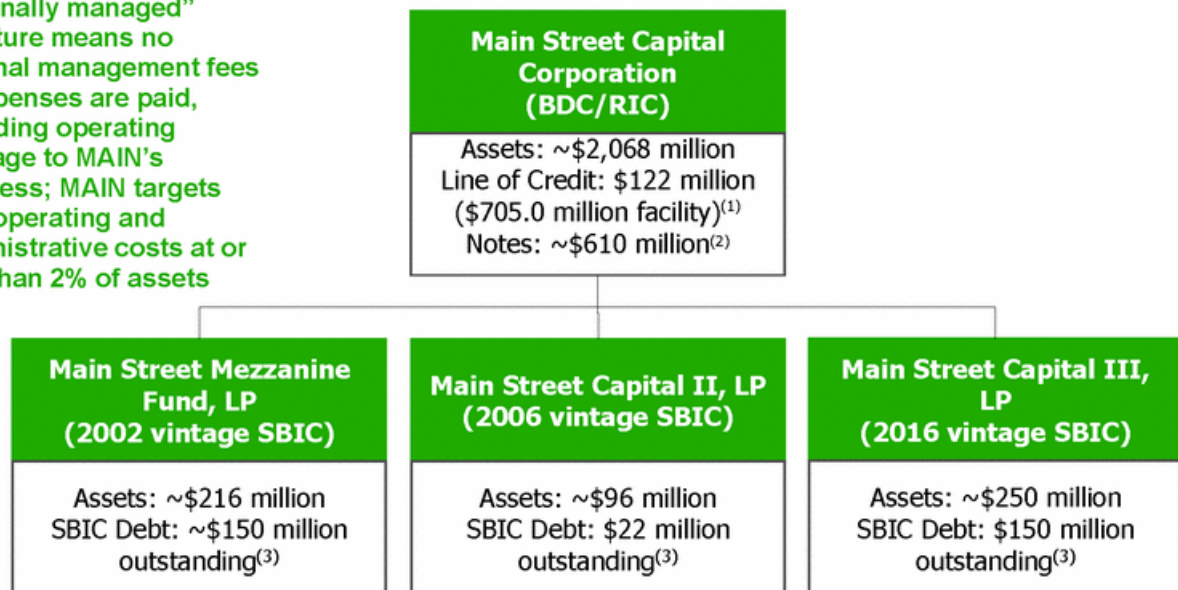 nally managed"
ture means no
nal management fees
penses are paid,
ding operating
age to MAIN's
ess; MAIN targets
operating and
nistrative costs at or
han 2% of assets
Main Street Capital
Corporation
(BDC/RIC)
Assets: ~$2,068 million
Line of Credit: $122 million
($705.0 million facility)(1)
Notes: ~$610 million(2)
Main Street Mezzanine
Fund, LP
(2002 vintage SBIC)
Assets: ~$216 million
SBIC Debt: ~$150 million
outstanding(3)
Main Street Capital II, LP
(2006 vintage SBIC)
Assets: ~$96 million
SBIC Debt: $22 million
outstanding(3)
Main Street Capital III,
LP
(2016 vintage SBIC)
Assets: ~$250 million
SBIC Debt: $150 million
outstanding(3)